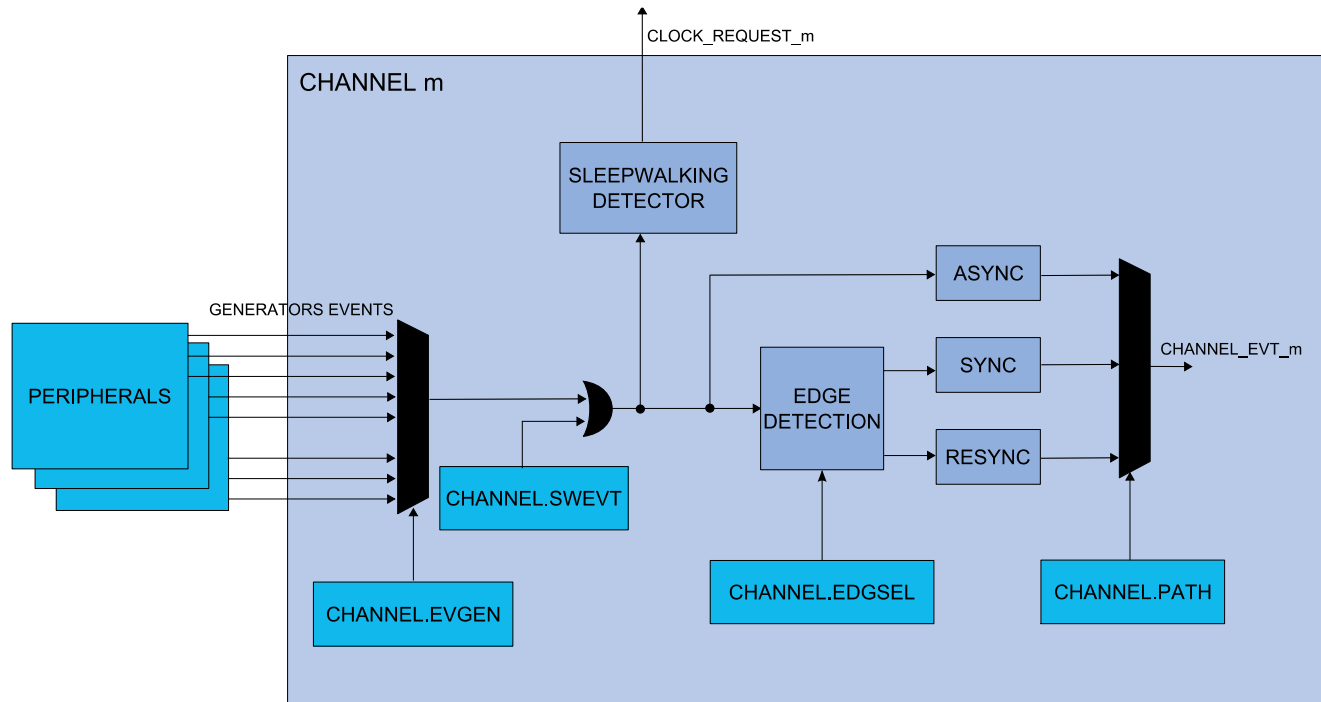 CLOCK_REQUEST_m
CHANNEL m
SLEEPWALKING
DETECTOR
ASYNC
GENERATORS EVENTS
CHANNEL_EVT_m
PERIPHERALS
EDGE
DETECTION
SYNC
RESYNC
CHANNEL.SWEVT
CHANNEL.EVGEN
CHANNEL.EDGSEL
CHANNEL.PATH